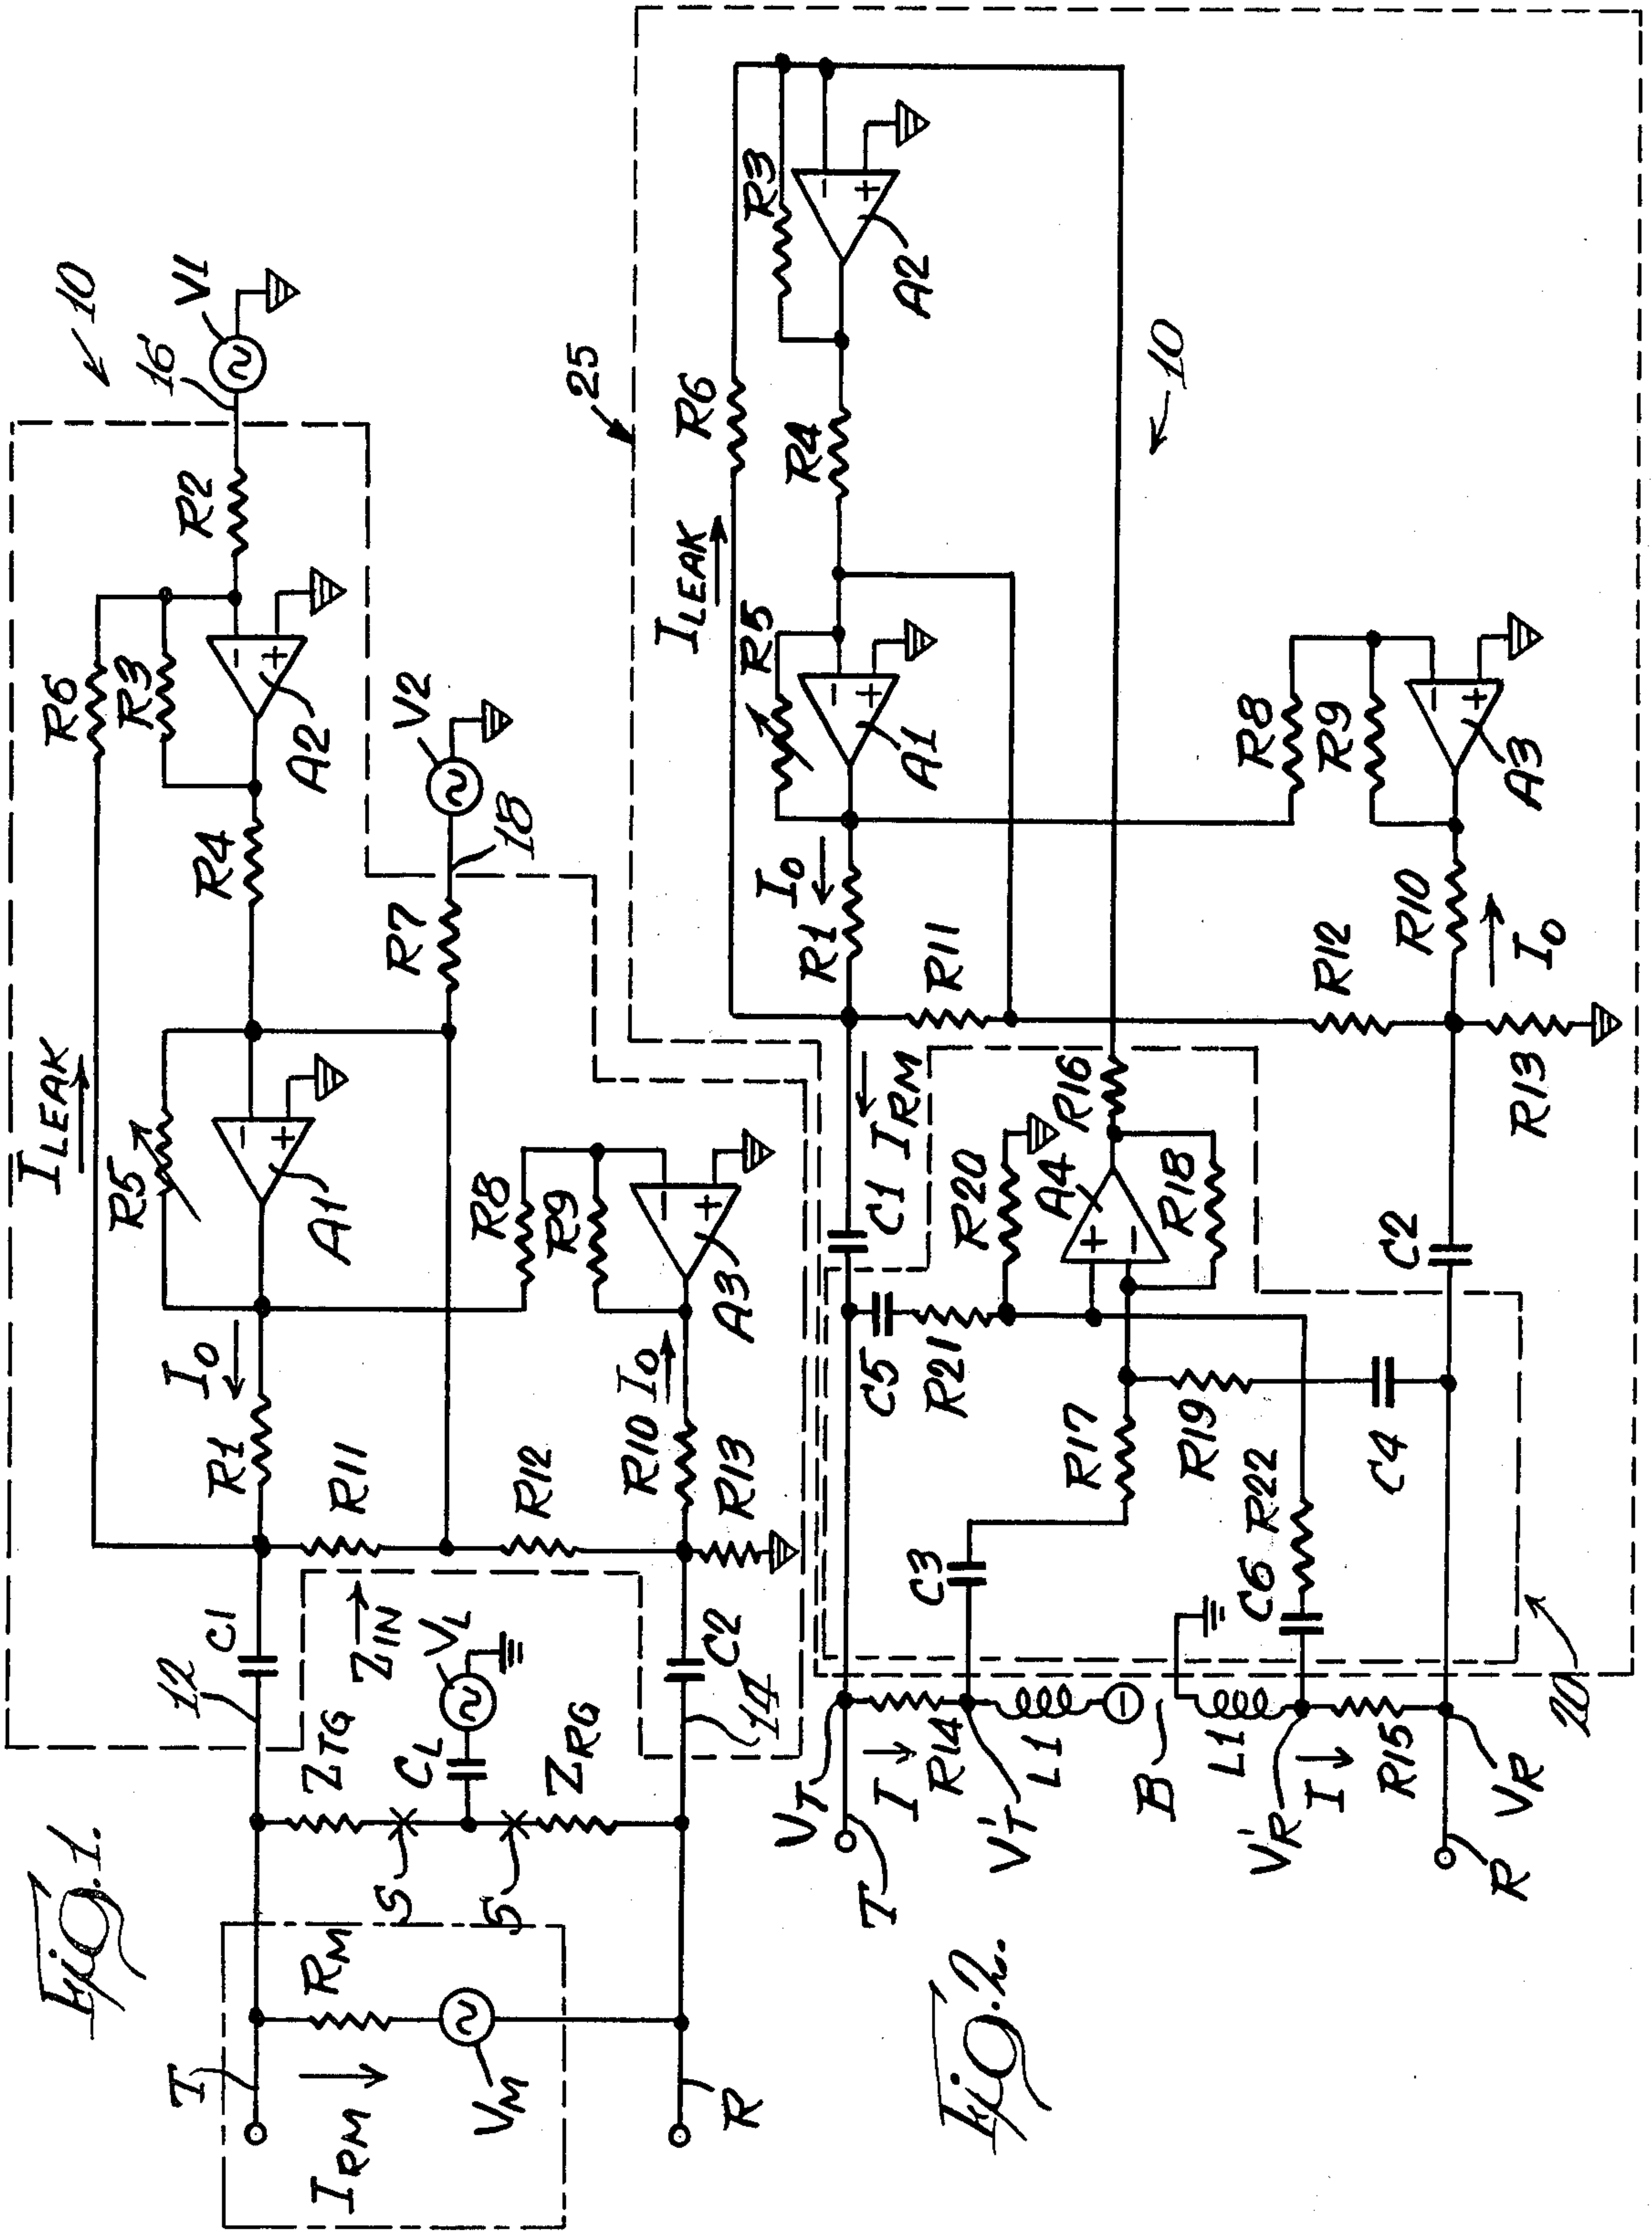 Fig. 1.
10
V1
16
R2
R6
R3
A2
V2
R4
18
R7
ILEAK
R5
A1
R8
R9
A3
I0
I0
R1
R11
R12
R10
R13
C1
12
ZIN
VL
C2
14
ZTG
CL
ZRG
S
S
RM
T
IRM
VM
R
- +
- +
- +
Fig. 2.
25
R3
A2
R6
10
R4
ILEAK
R5
A1
R8
R9
A3
I0
R1
R11
R12
R10
I0
R13
IRM
C1
R20
A4
R16
R18
C2
C5
R21
R17
R19
C4
C3
C6
R22
20
VT
I
R14
V'T
L1
B
L1
V'R
I
R15
VR
T
R
- +
- +
- +
+ -